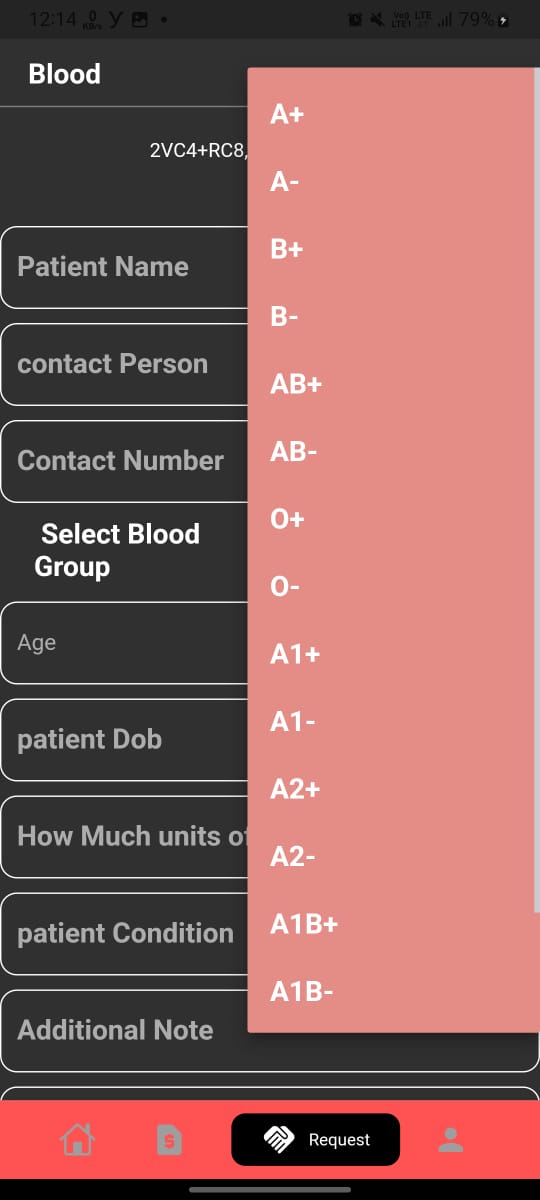 12:14 0 KB/s У
Vo)) LTE LTE1 79%
Blood
2VC4+RC8,
Patient Name
contact Person
Contact Number
Select Blood
Group
Age
patient Dob
How Much units of
patient Condition
Additional Note
A+
A-
B+
B-
AB+
AB-
O+
O-
A1+
A1-
A2+
A2-
A1B+
A1B-
$
Request